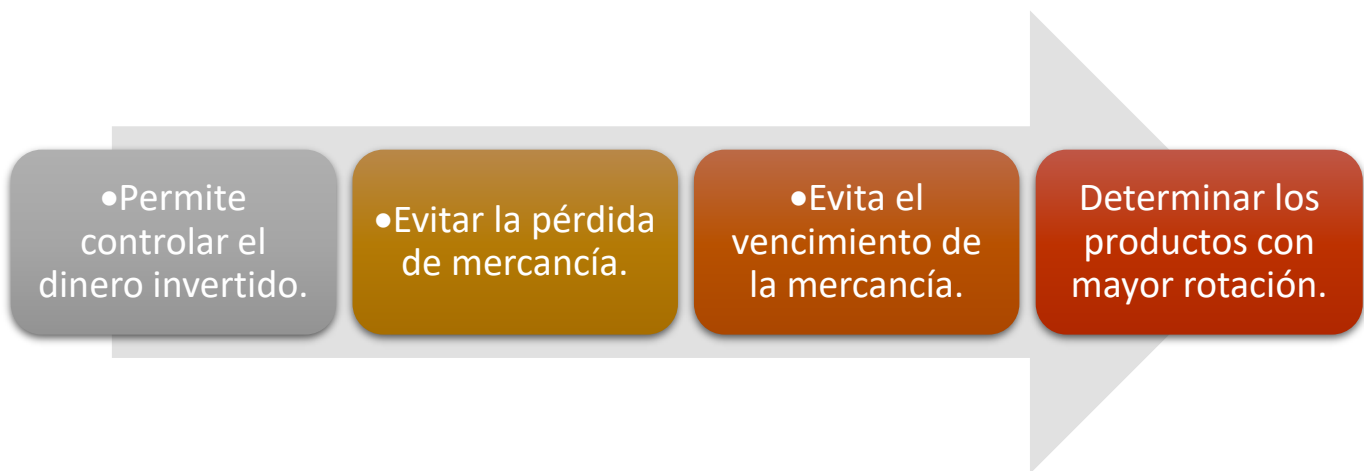 •Permite
controlar el
dinero invertido.
•Evitar la pérdida
de mercancía.
•Evita el
vencimiento de
la mercancía.
Determinar los
productos con
mayor rotación.